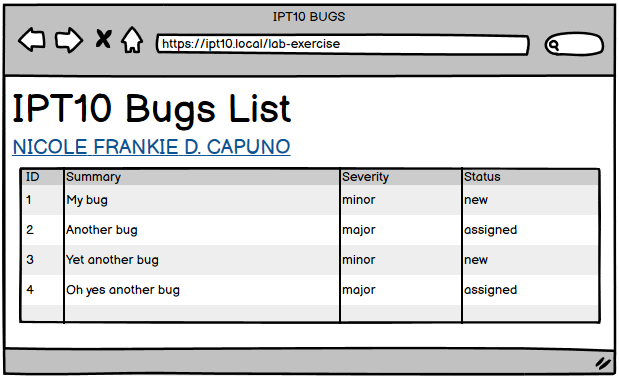 IPT10 BUGS
https://ipt10.local/lab-exercise
IPT10 Bugs List
NICOLE FRANKIE D. CAPUNO
ID Summary Severity Status
1 My bug minor new
2 Another bug major assigned
3 Yet another bug minor new
4 Oh yes another bug major assigned